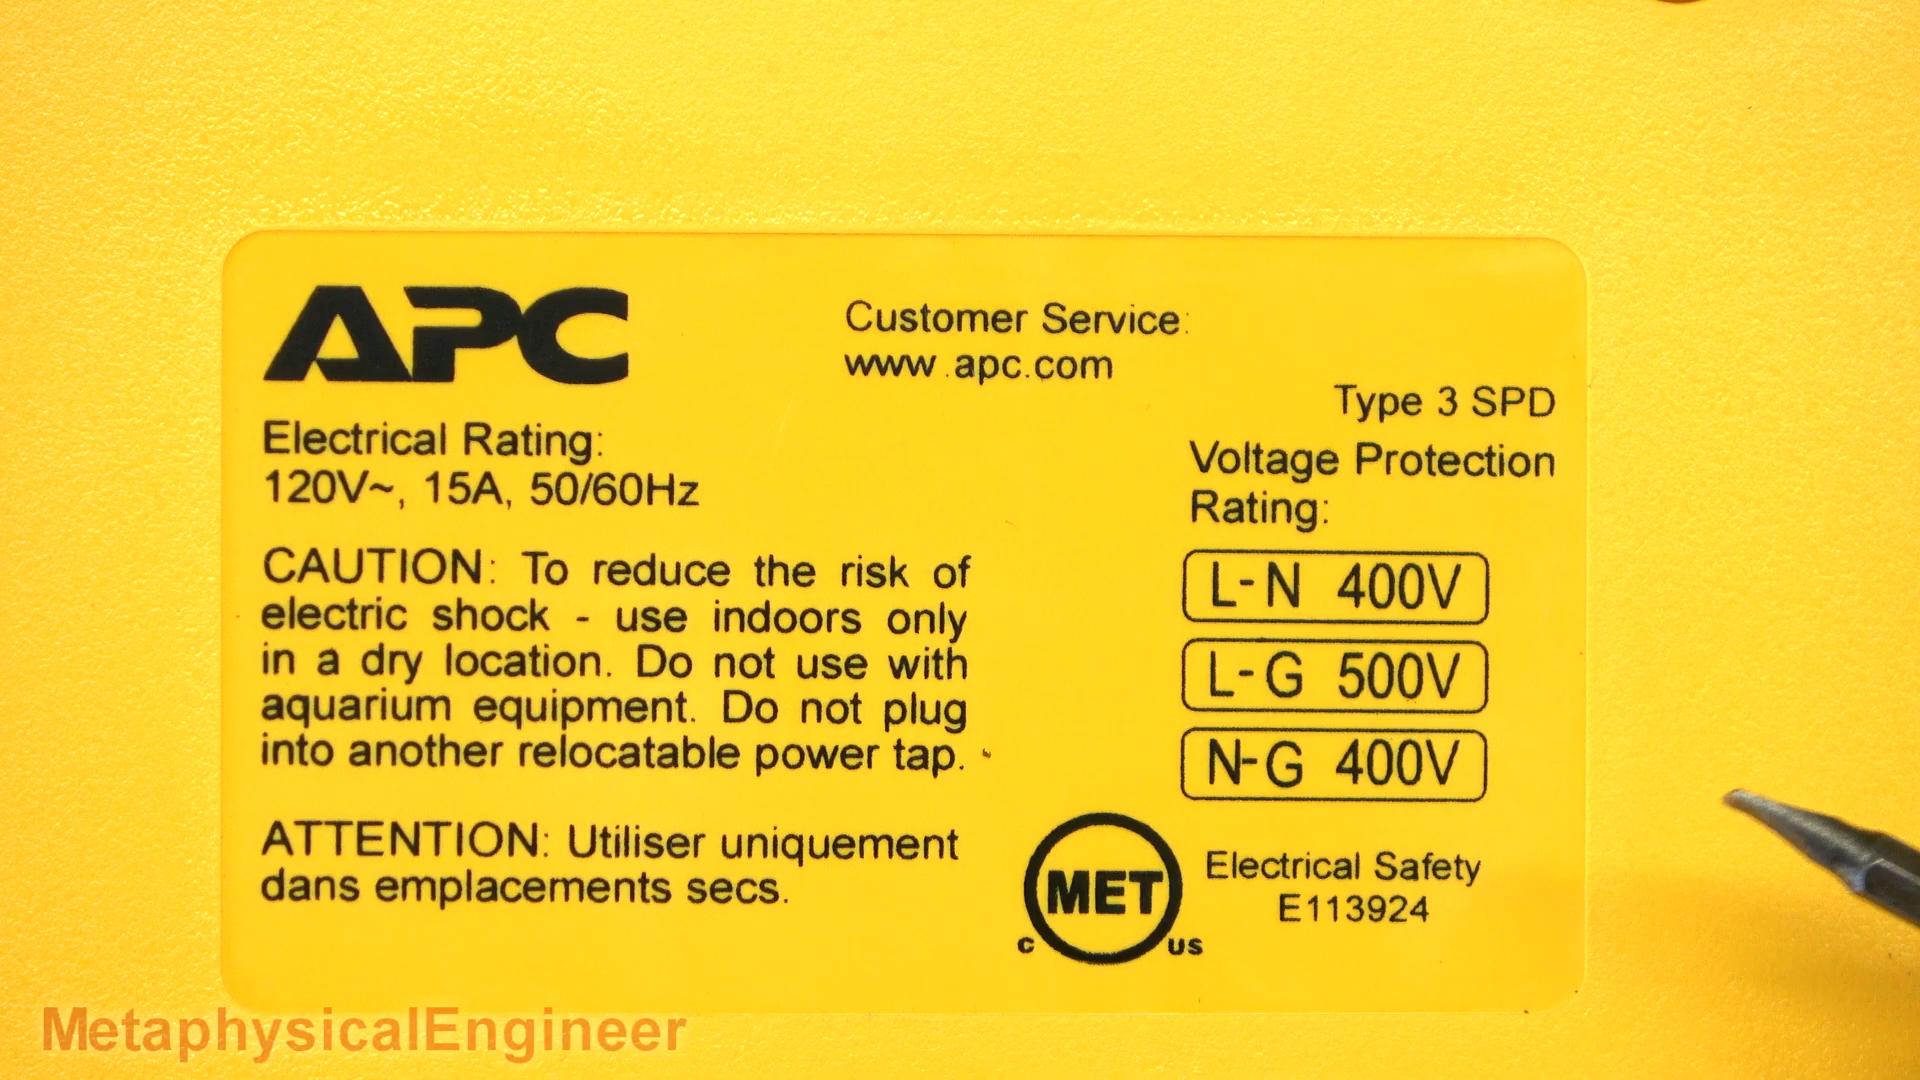 APC
Customer Service:
www.apc.com
Electrical Rating:
120V~, 15A, 50/60Hz
CAUTION: To reduce the risk of
electric shock - use indoors only
in a dry location. Do not use with
aquarium equipment. Do not plug
into another relocatable power tap.
ATTENTION: Utiliser uniquement
dans emplacements secs.
Type 3 SPD
Voltage Protection
Rating:
L-N 400V
L-G 500V
N-G 400V
MET
c us
Electrical Safety
E113924
MetaphysicalEngineer